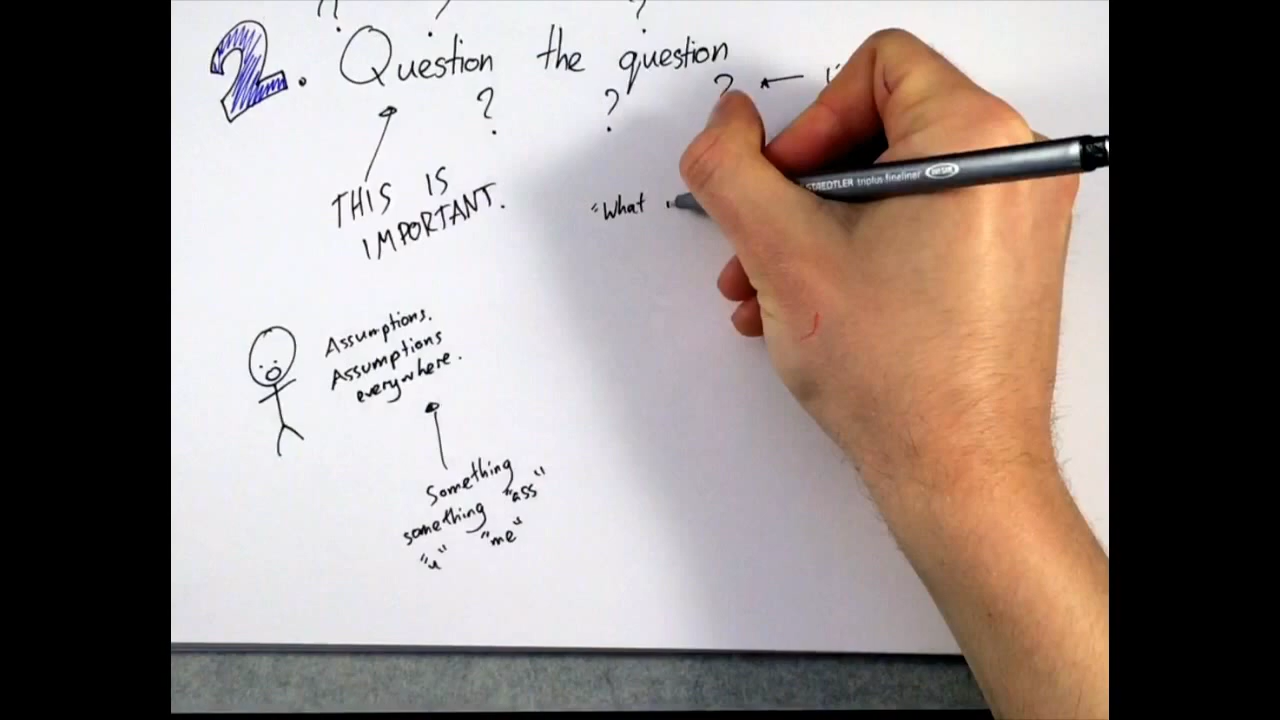 ? ? ?
2. Question the question
? ? ?
THIS IS
IMPORTANT.
"What
STAEDTLER triplus fineliner
Assumptions.
Assumptions
everywhere.
Something
something "ass"
"u" "me"